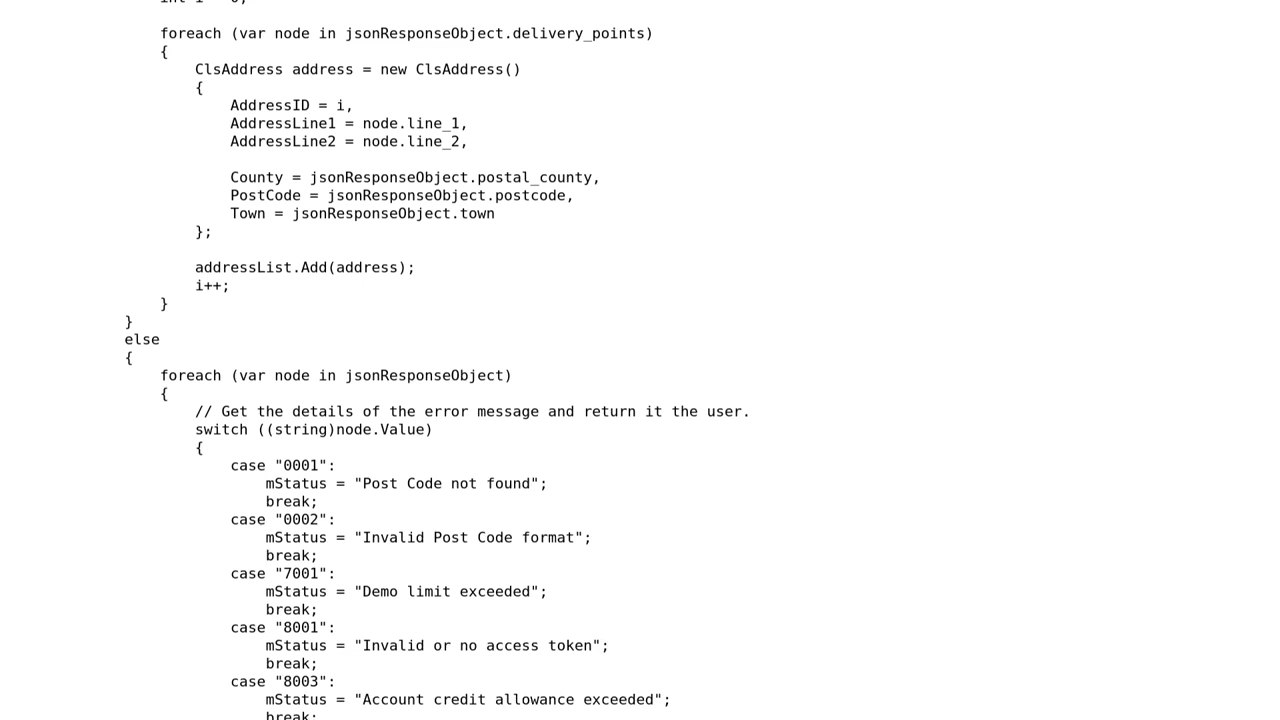 int i = 0;
foreach (var node in jsonResponseObject.delivery_points)
{
ClsAddress address = new ClsAddress()
{
AddressID = i,
AddressLine1 = node.line_1,
AddressLine2 = node.line_2,
County = jsonResponseObject.postal_county,
PostCode = jsonResponseObject.postcode,
Town = jsonResponseObject.town
};
addressList.Add(address);
i++;
}
}
else
{
foreach (var node in jsonResponseObject)
{
// Get the details of the error message and return it the user.
switch ((string)node.Value)
{
case "0001":
mStatus = "Post Code not found";
break;
case "0002":
mStatus = "Invalid Post Code format";
break;
case "7001":
mStatus = "Demo limit exceeded";
break;
case "8001":
mStatus = "Invalid or no access token";
break;
case "8003":
mStatus = "Account credit allowance exceeded";
break;